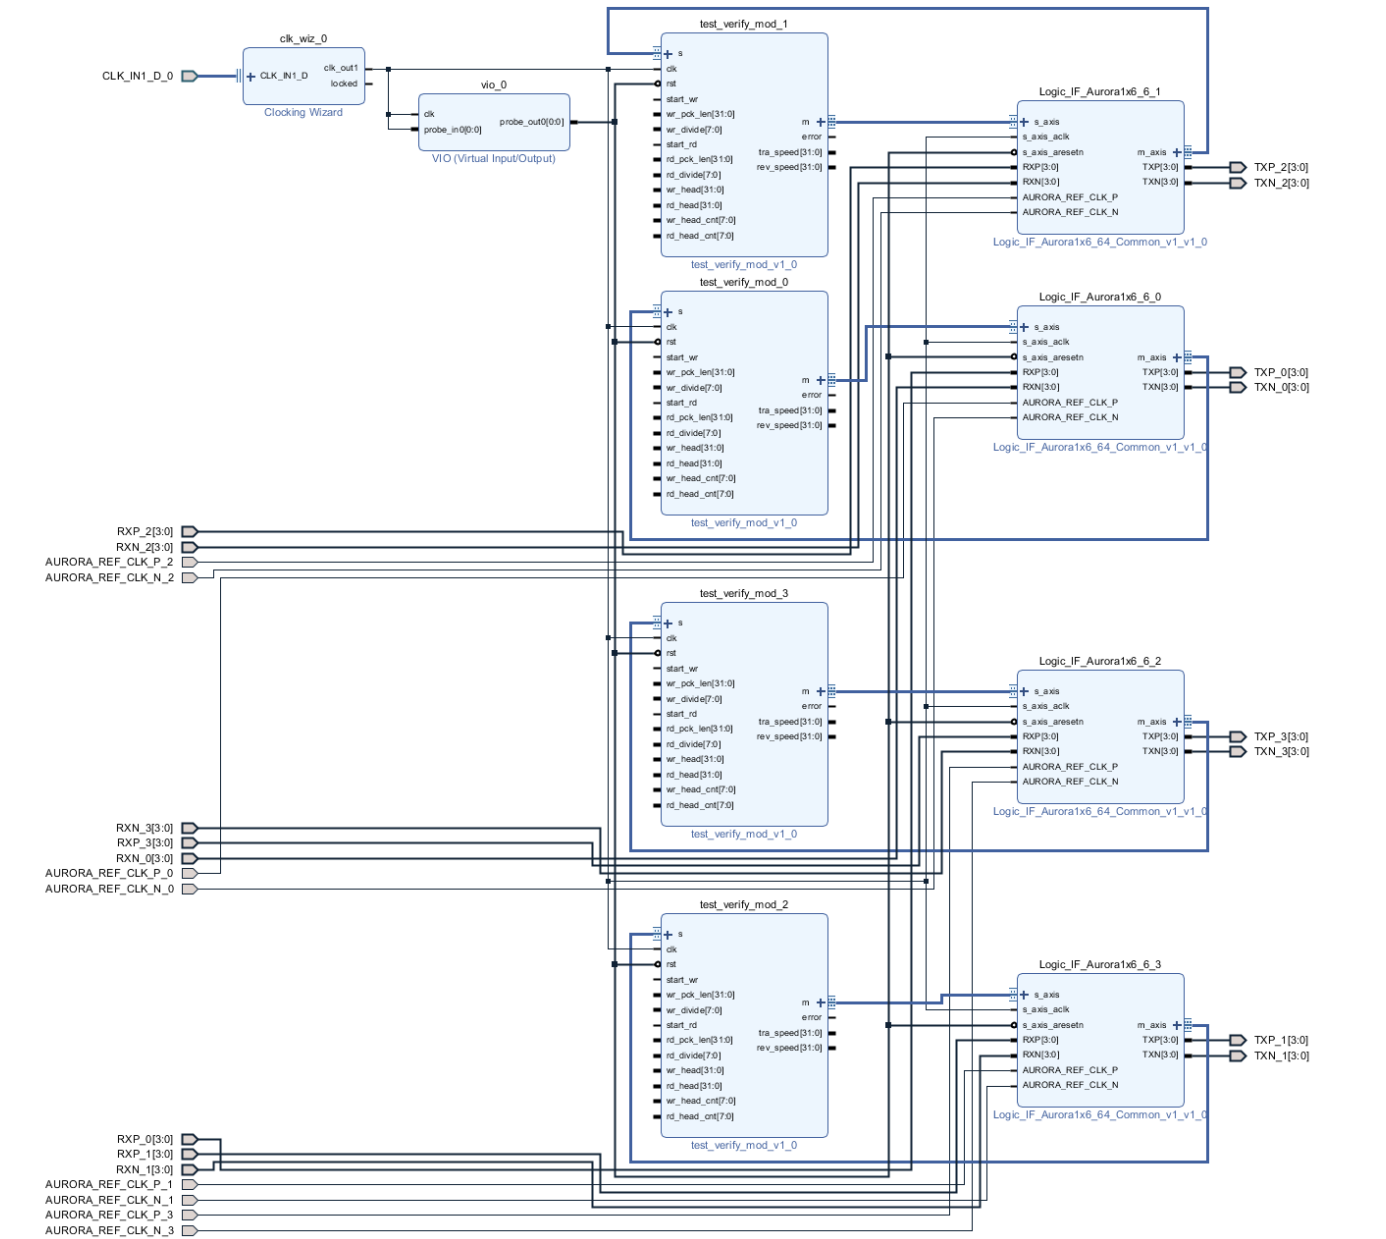 clk_wiz_0
CLK_IN1_D_0
CLK_IN1_D
clk_out1
locked
Clocking Wizard
vio_0
clk
probe_in0[0:0]
probe_out0[0:0]
VIO (Virtual Input/Output)
test_verify_mod_1
s
clk
rst
start_wr
wr_pck_len[31:0]
wr_divide[7:0]
start_rd
rd_pck_len[31:0]
rd_divide[7:0]
wr_head[31:0]
rd_head[31:0]
wr_head_cnt[7:0]
rd_head_cnt[7:0]
m
error
tra_speed[31:0]
rev_speed[31:0]
test_verify_mod_v1_0
Logic_IF_Aurora1x6_6_1
s_axis
s_axis_aclk
s_axis_aresetn
RXP[3:0]
RXN[3:0]
AURORA_REF_CLK_P
AURORA_REF_CLK_N
m_axis
TXP[3:0]
TXN[3:0]
Logic_IF_Aurora1x6_64_Common_v1_v1_0
TXP_2[3:0]
TXN_2[3:0]
test_verify_mod_0
s
clk
rst
start_wr
wr_pck_len[31:0]
wr_divide[7:0]
start_rd
rd_pck_len[31:0]
rd_divide[7:0]
wr_head[31:0]
rd_head[31:0]
wr_head_cnt[7:0]
rd_head_cnt[7:0]
m
error
tra_speed[31:0]
rev_speed[31:0]
test_verify_mod_v1_0
Logic_IF_Aurora1x6_6_0
s_axis
s_axis_aclk
s_axis_aresetn
RXP[3:0]
RXN[3:0]
AURORA_REF_CLK_P
AURORA_REF_CLK_N
m_axis
TXP[3:0]
TXN[3:0]
Logic_IF_Aurora1x6_64_Common_v1_v1_0
TXP_0[3:0]
TXN_0[3:0]
RXP_2[3:0]
RXN_2[3:0]
AURORA_REF_CLK_P_2
AURORA_REF_CLK_N_2
test_verify_mod_3
s
clk
rst
start_wr
wr_pck_len[31:0]
wr_divide[7:0]
start_rd
rd_pck_len[31:0]
rd_divide[7:0]
wr_head[31:0]
rd_head[31:0]
wr_head_cnt[7:0]
rd_head_cnt[7:0]
m
error
tra_speed[31:0]
rev_speed[31:0]
test_verify_mod_v1_0
Logic_IF_Aurora1x6_6_2
s_axis
s_axis_aclk
s_axis_aresetn
RXP[3:0]
RXN[3:0]
AURORA_REF_CLK_P
AURORA_REF_CLK_N
m_axis
TXP[3:0]
TXN[3:0]
Logic_IF_Aurora1x6_64_Common_v1_v1_0
TXP_3[3:0]
TXN_3[3:0]
RXN_3[3:0]
RXP_3[3:0]
RXN_0[3:0]
AURORA_REF_CLK_P_0
AURORA_REF_CLK_N_0
test_verify_mod_2
s
clk
rst
start_wr
wr_pck_len[31:0]
wr_divide[7:0]
start_rd
rd_pck_len[31:0]
rd_divide[7:0]
wr_head[31:0]
rd_head[31:0]
wr_head_cnt[7:0]
rd_head_cnt[7:0]
m
error
tra_speed[31:0]
rev_speed[31:0]
test_verify_mod_v1_0
Logic_IF_Aurora1x6_6_3
s_axis
s_axis_aclk
s_axis_aresetn
RXP[3:0]
RXN[3:0]
AURORA_REF_CLK_P
AURORA_REF_CLK_N
m_axis
TXP[3:0]
TXN[3:0]
Logic_IF_Aurora1x6_64_Common_v1_v1_0
TXP_1[3:0]
TXN_1[3:0]
RXP_0[3:0]
RXP_1[3:0]
RXN_1[3:0]
AURORA_REF_CLK_P_1
AURORA_REF_CLK_N_1
AURORA_REF_CLK_P_3
AURORA_REF_CLK_N_3